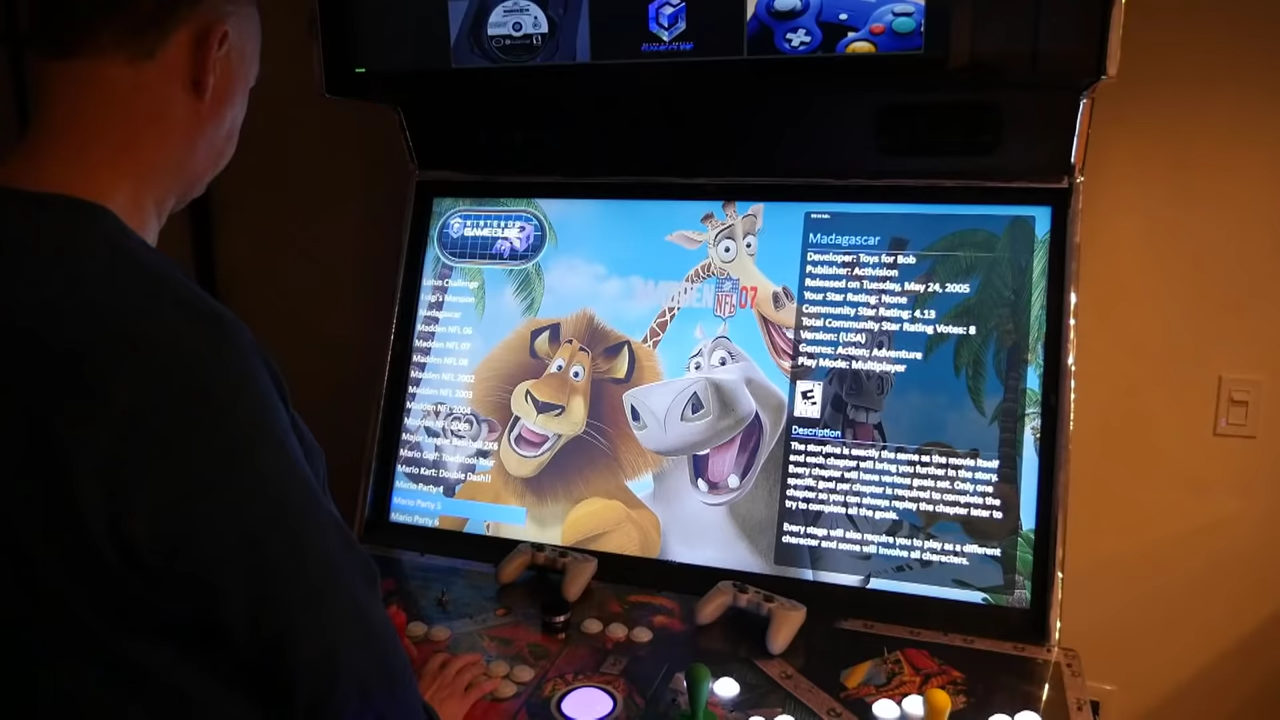 GAMECUBE
NINTENDO
GAMECUBE
Lotus Challenge
Luigi's Mansion
Madagascar
Madden NFL 06
Madden NFL 07
Madden NFL 08
Madden NFL 2002
Madden NFL 2003
Madden NFL 2004
Madden NFL 2005
Major League Baseball 2K6
Mario Golf: Toadstool Tour
Mario Kart: Double Dash!!
Mario Party 4
Mario Party 5
Mario Party 6
MADDEN NFL 07
Madagascar
Developer: Toys for Bob
Publisher: Activision
Released on Tuesday, May 24, 2005
Your Star Rating: None
Community Star Rating: 4.13
Total Community Star Rating Votes: 8
Version: (USA)
Genres: Action; Adventure
Play Mode: Multiplayer
E
Description
The storyline is exactly the same as the movie itself
and each chapter will bring you further in the story.
Every chapter will have various goals set. Only one
specific goal per chapter is required to complete the
chapter so you can always replay the chapter later to
try to complete all the goals.
Every stage will also require you to play as a different
character and some will involve all characters.